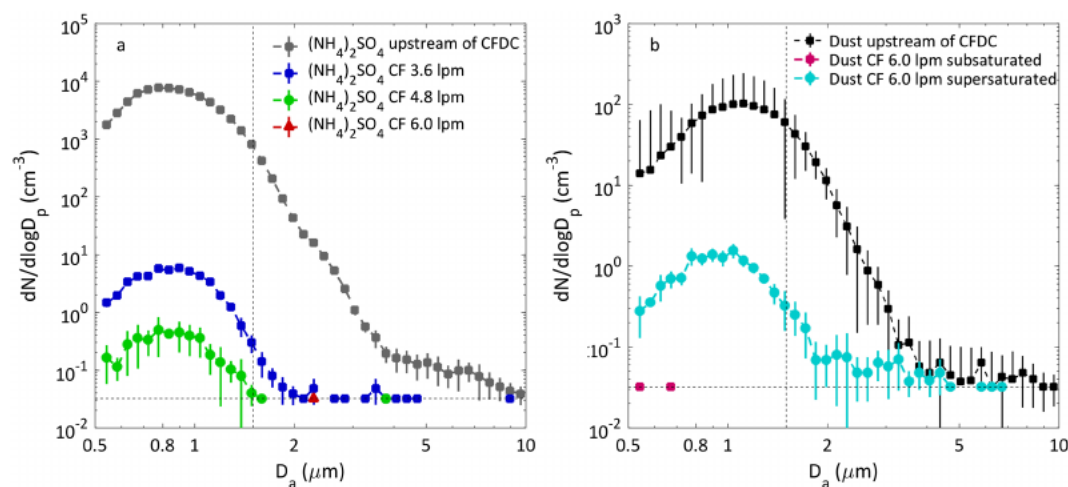 a
(NH4)2SO4 upstream of CFDC
(NH4)2SO4 CF 3.6 lpm
(NH4)2SO4 CF 4.8 lpm
(NH4)2SO4 CF 6.0 lpm
dN/dlogDp (cm-3)
10^5
10^4
10^3
10^2
10^1
10^0
10^-1
10^-2
0.5 0.8 1 2 5 10
Da (μm)
b
Dust upstream of CFDC
Dust CF 6.0 lpm subsaturated
Dust CF 6.0 lpm supersaturated
dN/dlogDp (cm-3)
10^3
10^2
10^1
10^0
10^-1
10^-2
0.5 0.8 1 2 5 10
Da (μm)